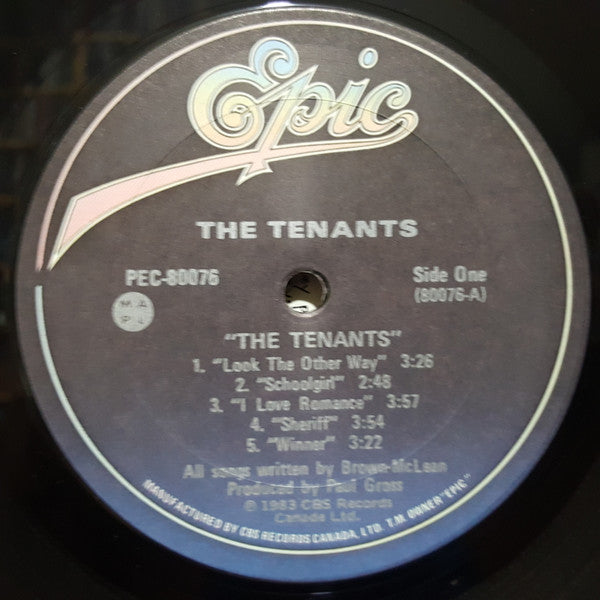 Epic
THE TENANTS
PEC-80076
Side One
(80076-A)
M A
P L
"THE TENANTS"
1. "Look The Other Way" 3:26
2. "Schoolgirl" 2:48
3. "I Love Romance" 3:57
4. "Sheriff" 3:54
5. "Winner" 3:22
All songs written by Brown-McLean
Produced by Paul Gross
© 1983 CBS Records
Canada Ltd.
MANUFACTURED BY CBS RECORDS CANADA, LTD. T.M. OWNER "EPIC"